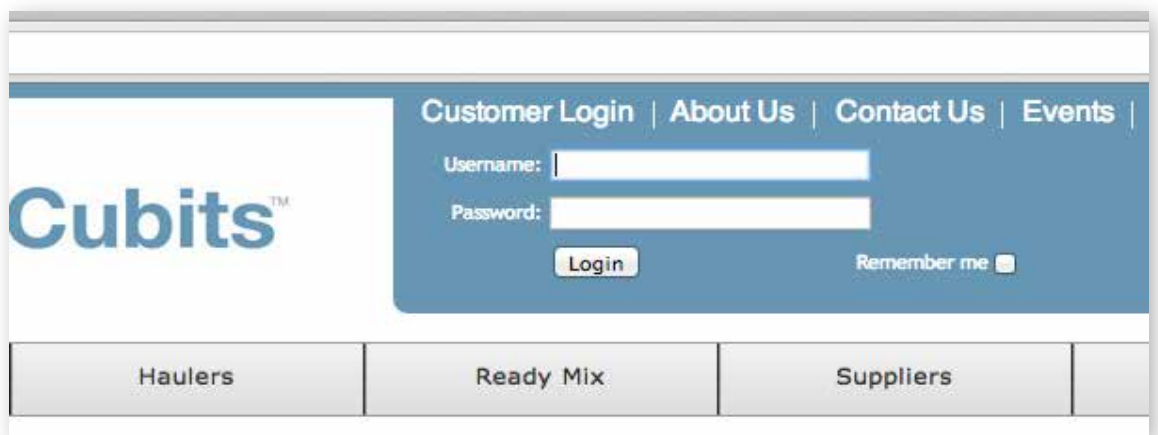 Customer Login | About Us | Contact Us | Events |
Username:
Password:
Cubits™
Login
Remember me
Haulers
Ready Mix
Suppliers